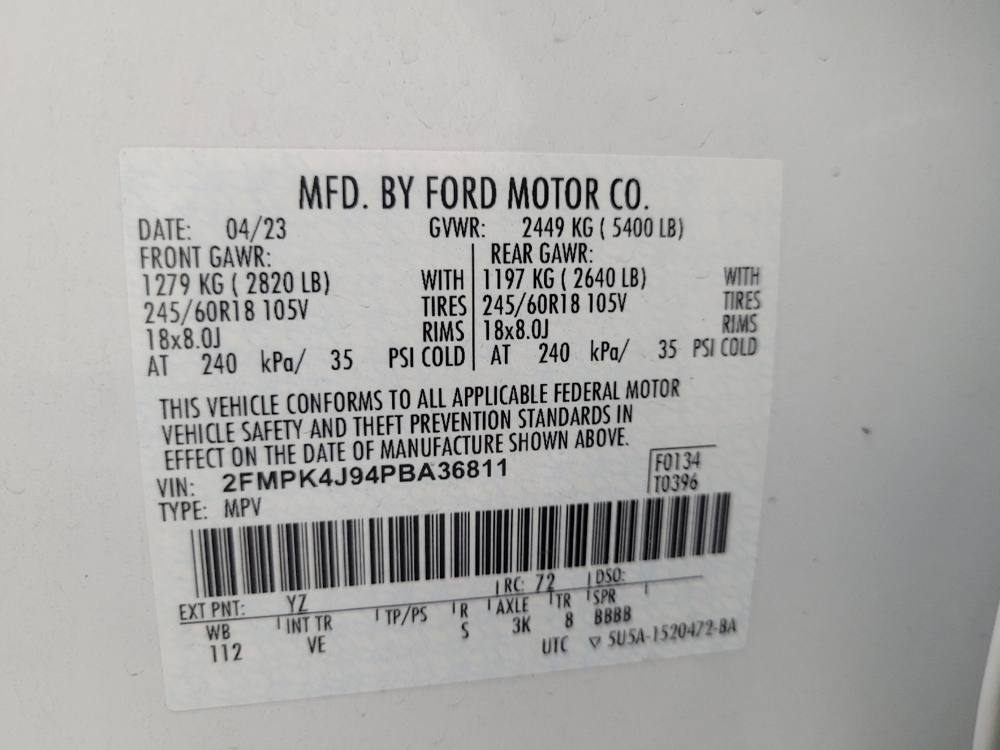 MFD. BY FORD MOTOR CO.
DATE: 04/23 GVWR: 2449 KG ( 5400 LB)
FRONT GAWR: REAR GAWR:
1279 KG ( 2820 LB) WITH 1197 KG ( 2640 LB) WITH
245/60R18 105V TIRES 245/60R18 105V TIRES
18x8.0J RIMS 18x8.0J RIMS
AT 240 kPa/ 35 PSI COLD AT 240 kPa/ 35 PSI COLD
THIS VEHICLE CONFORMS TO ALL APPLICABLE FEDERAL MOTOR
VEHICLE SAFETY AND THEFT PREVENTION STANDARDS IN
EFFECT ON THE DATE OF MANUFACTURE SHOWN ABOVE.
VIN: 2FMPK4J94PBA36811 F0134
TYPE: MPV T0396
EXT PNT: YZ RC: 72 DSO:
WB INT TR TP/PS R AXLE TR SPR
112 VE S 3K 8 BBBB
UTC ▽ 5U5A-1520472-BA